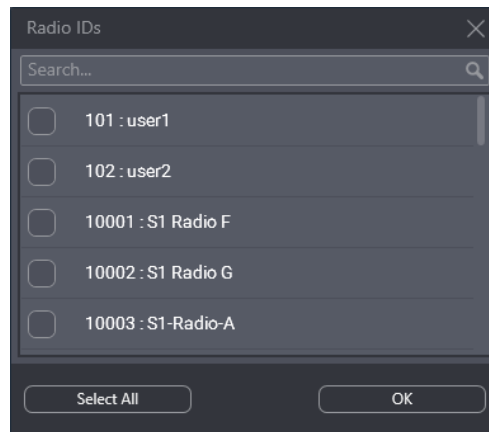 Radio IDs
Search...
101 : user1
102 : user2
10001 : S1 Radio F
10002 : S1 Radio G
10003 : S1-Radio-A
Select All
OK